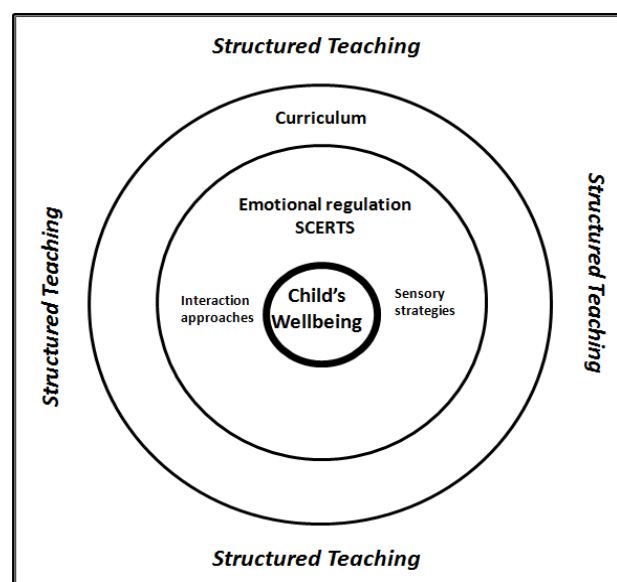 Structured Teaching
Curriculum
Structured Teaching
Structured Teaching
Emotional regulation
SCERTS
Interaction
approaches
Child's
Wellbeing
Sensory
strategies
Structured Teaching